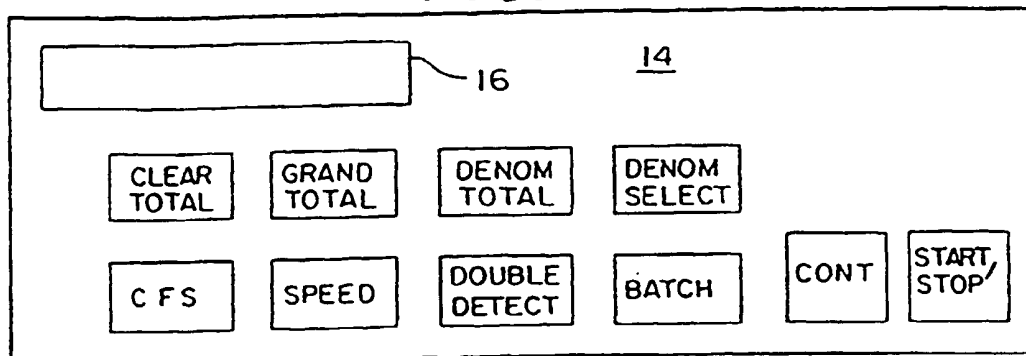 16
14
CLEAR
TOTAL
GRAND
TOTAL
DENOM
TOTAL
DENOM
SELECT
CFS
SPEED
DOUBLE
DETECT
BATCH
CONT
START/
STOP